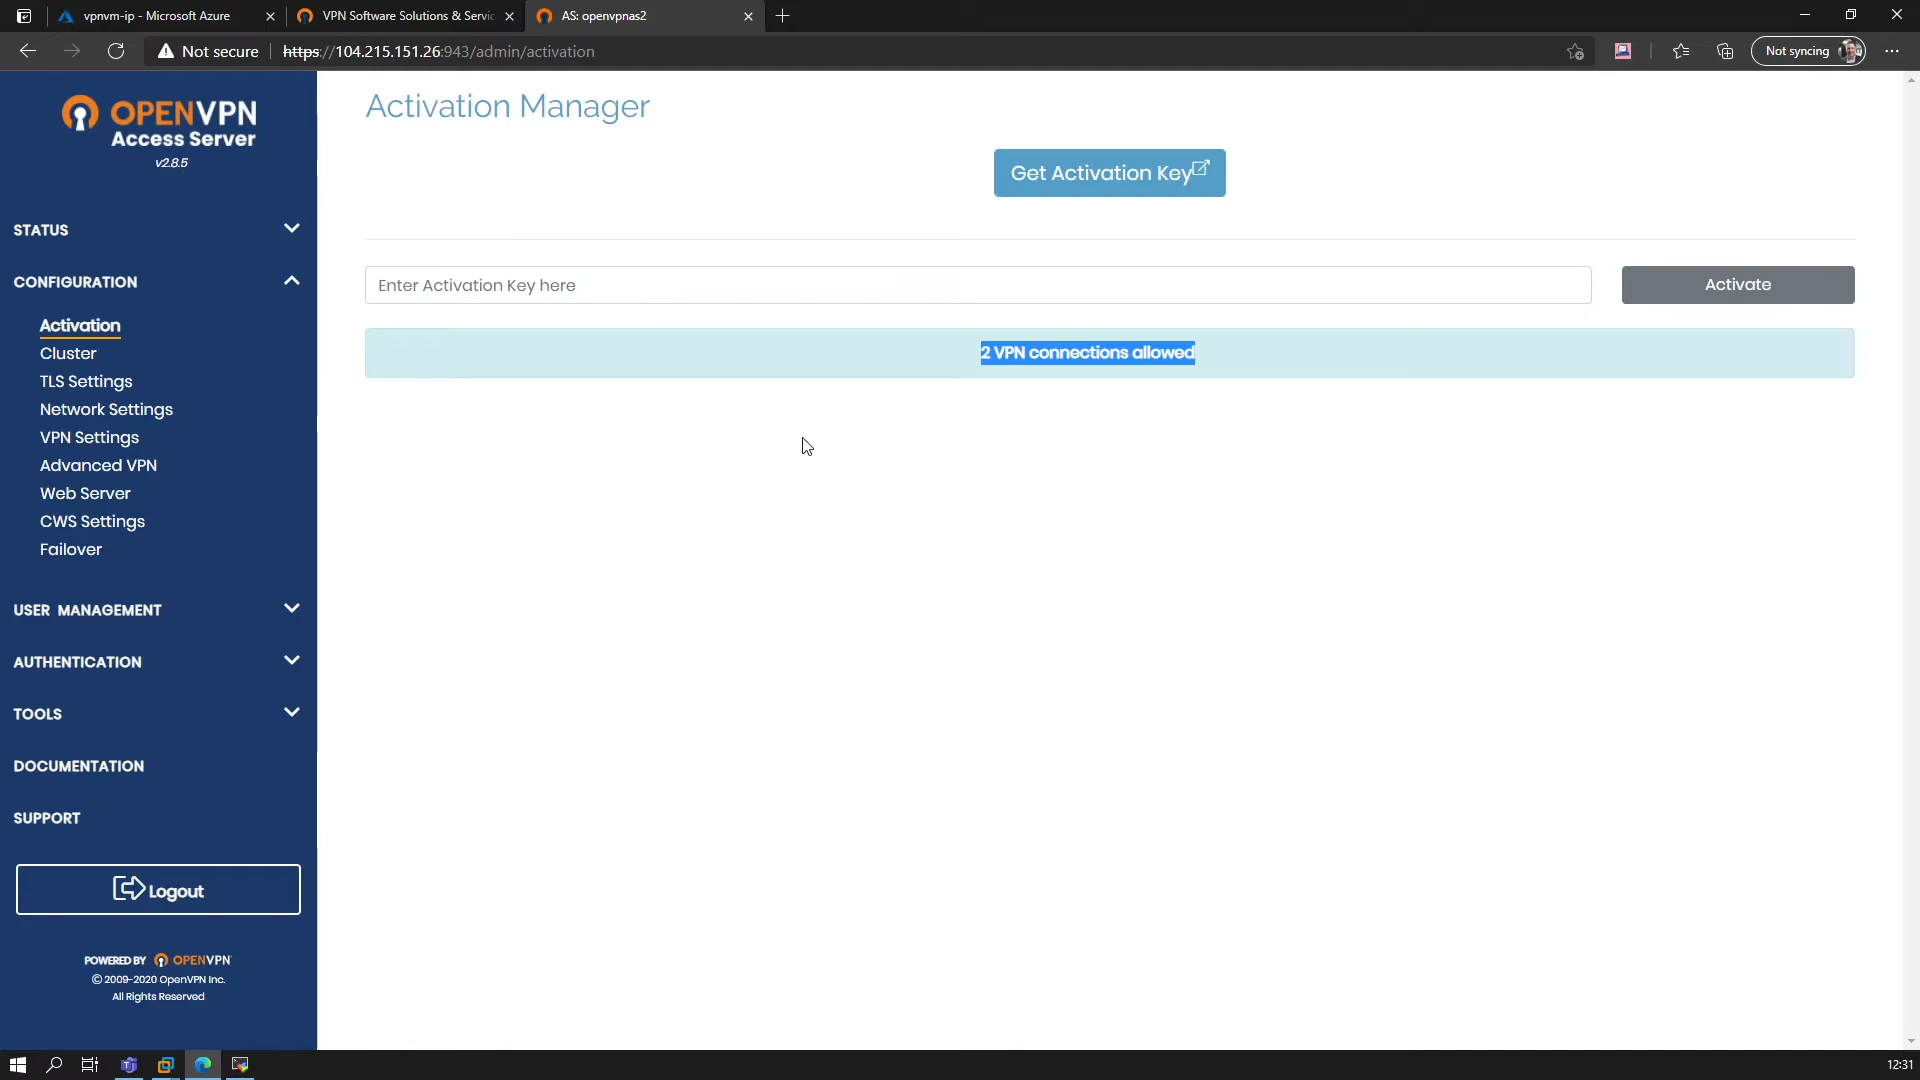 vpnvm-ip - Microsoft Azure
VPN Software Solutions & Servic
AS: openvpnas2
Not secure
https://104.215.151.26:943/admin/activation
Not syncing
OPENVPN
Access Server
v2.8.5
STATUS
CONFIGURATION
Activation
Cluster
TLS Settings
Network Settings
VPN Settings
Advanced VPN
Web Server
CWS Settings
Failover
USER MANAGEMENT
AUTHENTICATION
TOOLS
DOCUMENTATION
SUPPORT
Logout
POWERED BY OPENVPN
© 2009-2020 OpenVPN Inc.
All Rights Reserved
Activation Manager
Get Activation Key
Enter Activation Key here
Activate
2 VPN connections allowed
12:31